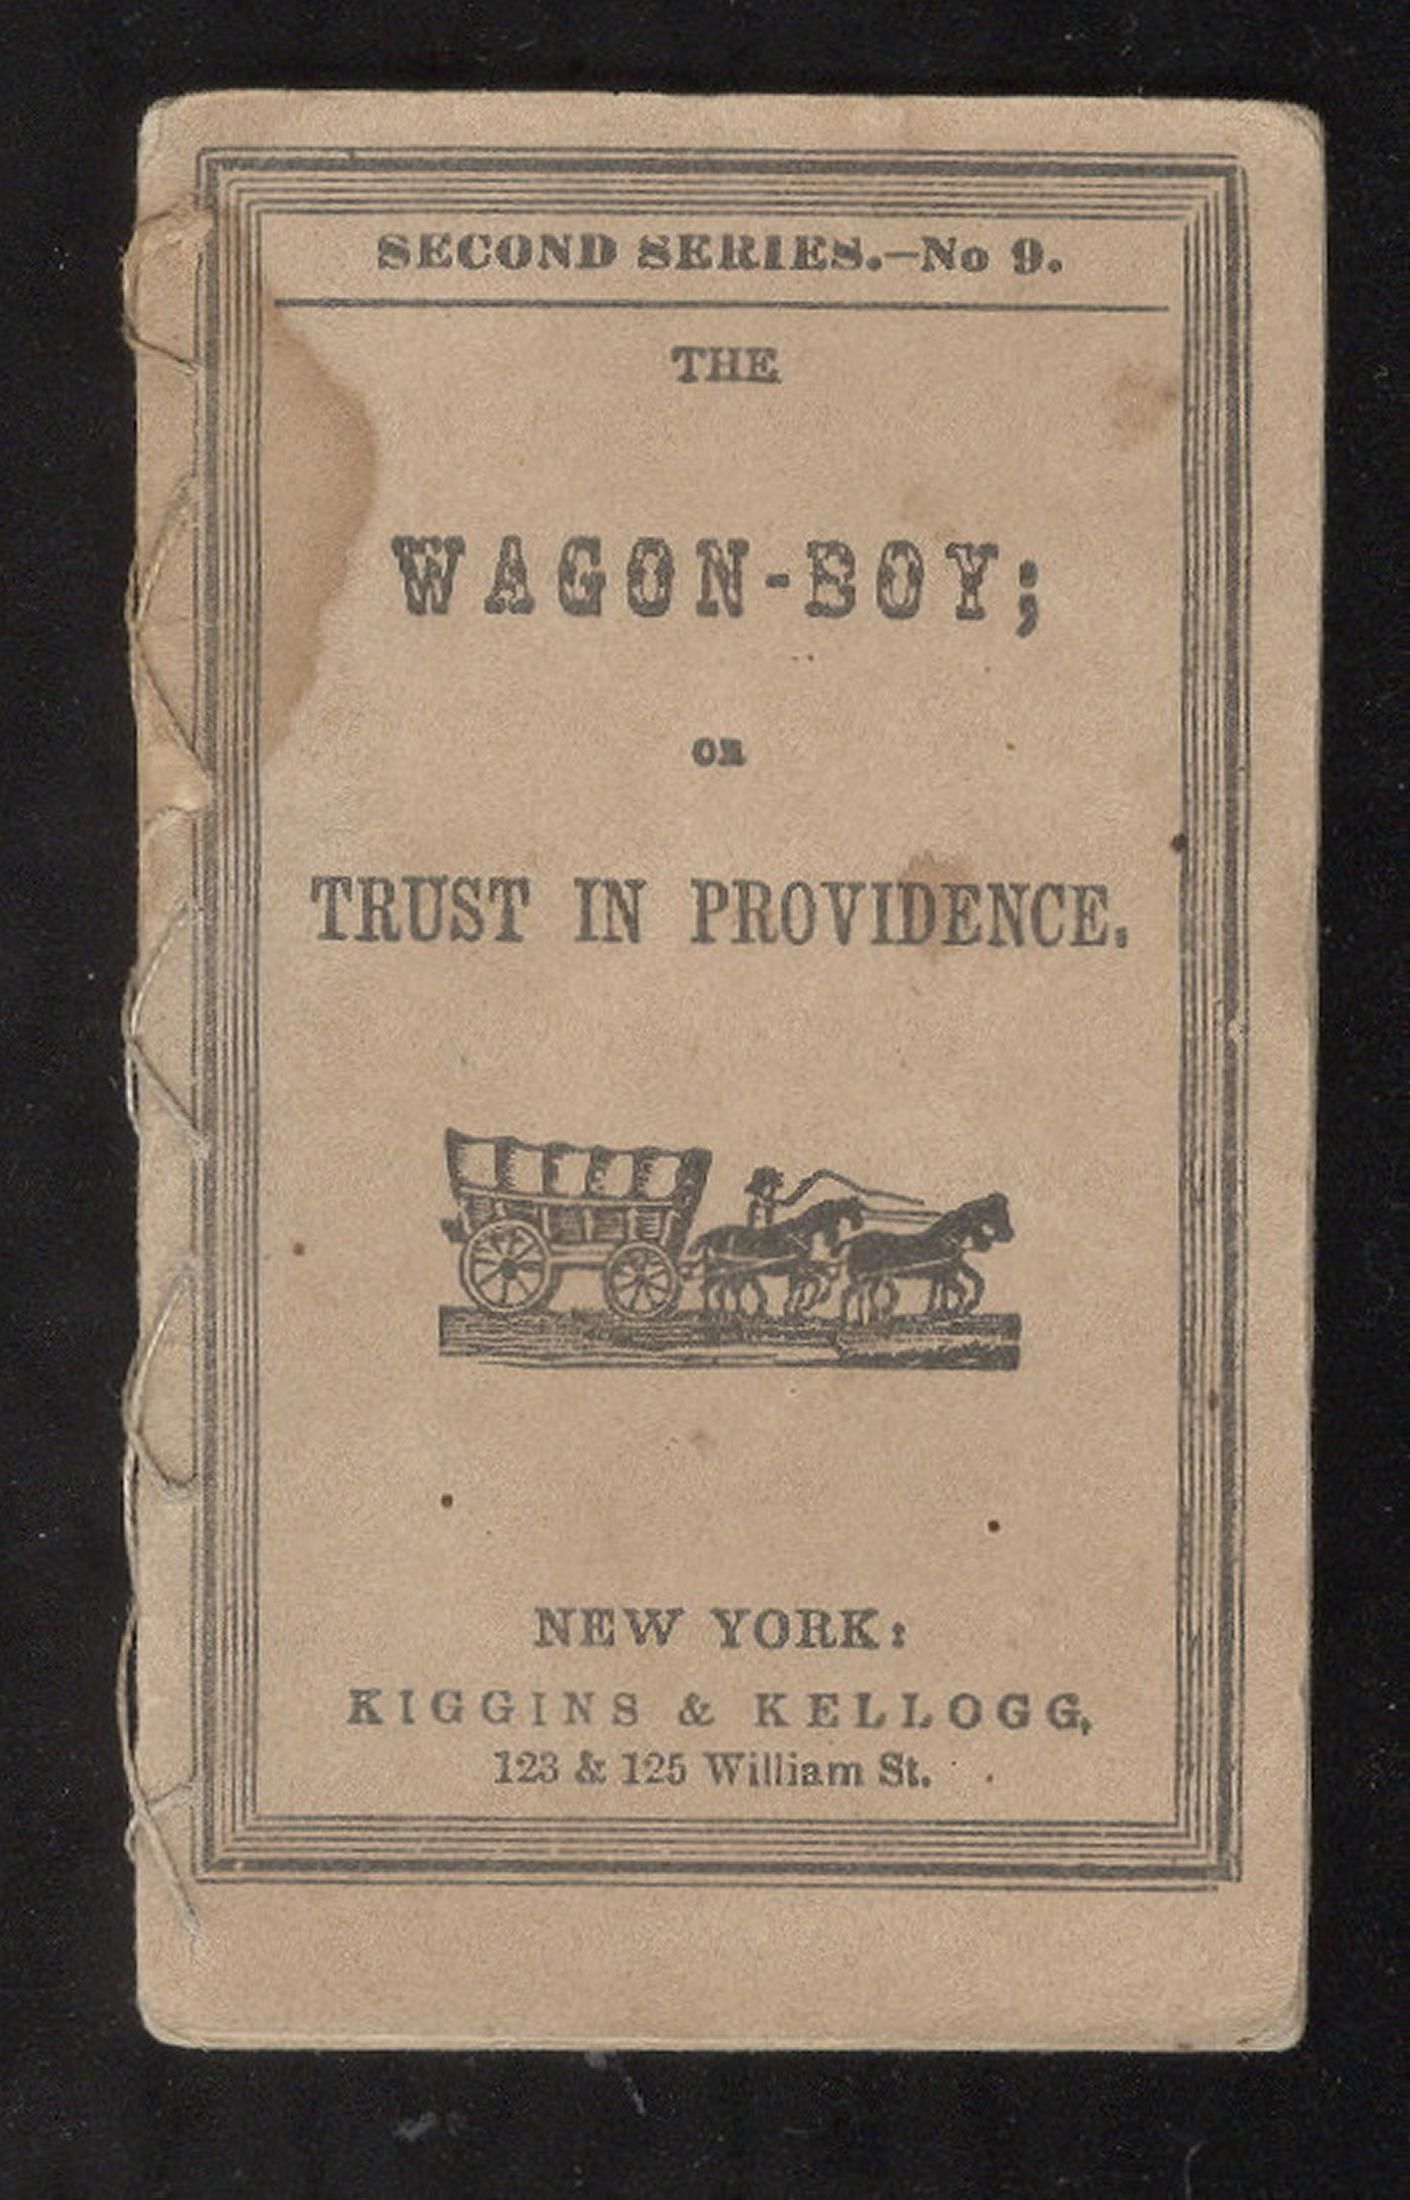 SECOND SERIES.—No 9.
THE
WAGON-BOY;
OR
TRUST IN PROVIDENCE.
NEW YORK:
KIGGINS & KELLOGG,
123 & 125 William St.